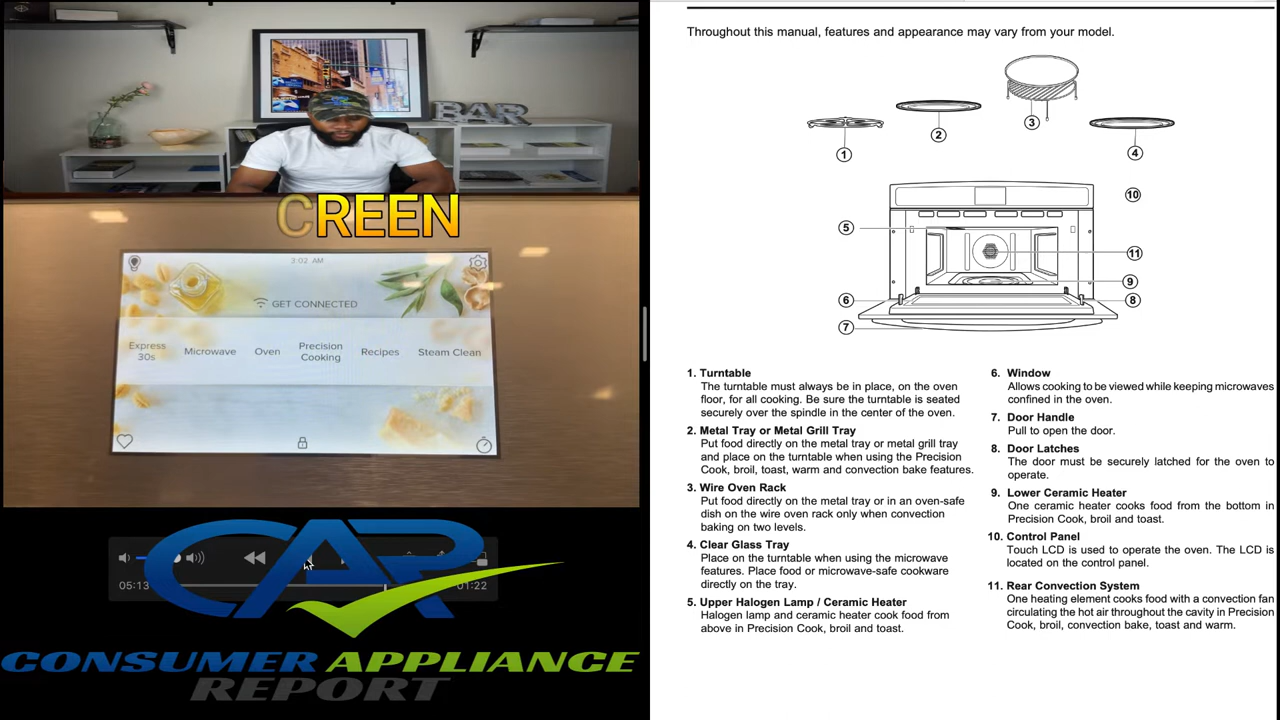 BAR
CREEN
3:02 AM
GET CONNECTED
Express
30s
Microwave
Oven
Precision
Cooking
Recipes
Steam Clean
CAR
05:13
01:22
CONSUMER APPLIANCE
REPORT
Throughout this manual, features and appearance may vary from your model.
1
2
3
4
5
6
7
10
11
9
8
1. Turntable
The turntable must always be in place, on the oven
floor, for all cooking. Be sure the turntable is seated
securely over the spindle in the center of the oven.
2. Metal Tray or Metal Grill Tray
Put food directly on the metal tray or metal grill tray
and place on the turntable when using the Precision
Cook, broil, toast, warm and convection bake features.
3. Wire Oven Rack
Put food directly on the metal tray or in an oven-safe
dish on the wire oven rack only when convection
baking on two levels.
4. Clear Glass Tray
Place on the turntable when using the microwave
features. Place food or microwave-safe cookware
directly on the tray.
5. Upper Halogen Lamp / Ceramic Heater
Halogen lamp and ceramic heater cook food from
above in Precision Cook, broil and toast.
6. Window
Allows cooking to be viewed while keeping microwaves
confined in the oven.
7. Door Handle
Pull to open the door.
8. Door Latches
The door must be securely latched for the oven to
operate.
9. Lower Ceramic Heater
One ceramic heater cooks food from the bottom in
Precision Cook, broil and toast.
10. Control Panel
Touch LCD is used to operate the oven. The LCD is
located on the control panel.
11. Rear Convection System
One heating element cooks food with a convection fan
circulating the hot air throughout the cavity in Precision
Cook, broil, convection bake, toast and warm.